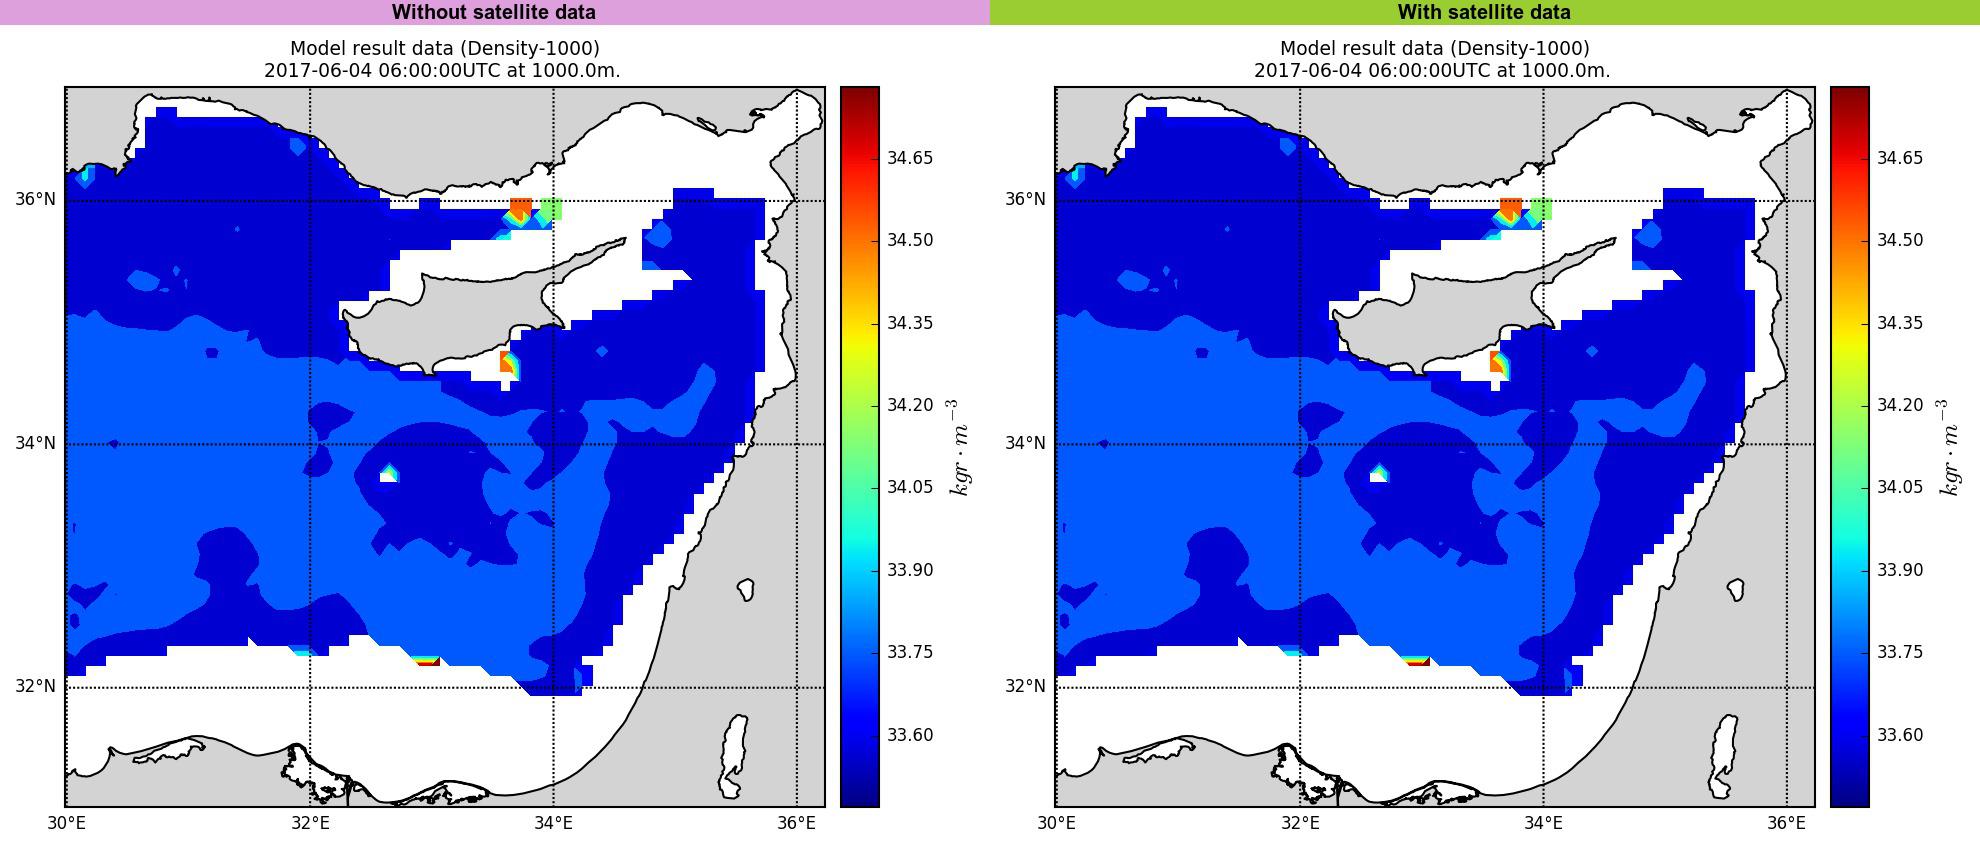 Without satellite data
With satellite data
Model result data (Density-1000)
2017-06-04 06:00:00UTC at 1000.0m.
36°N
34°N
32°N
30°E
32°E
34°E
36°E
34.65
34.50
34.35
34.20
34.05
33.90
33.75
33.60
kgr · m⁻³
Model result data (Density-1000)
2017-06-04 06:00:00UTC at 1000.0m.
36°N
34°N
32°N
30°E
32°E
34°E
36°E
34.65
34.50
34.35
34.20
34.05
33.90
33.75
33.60
kgr · m⁻³